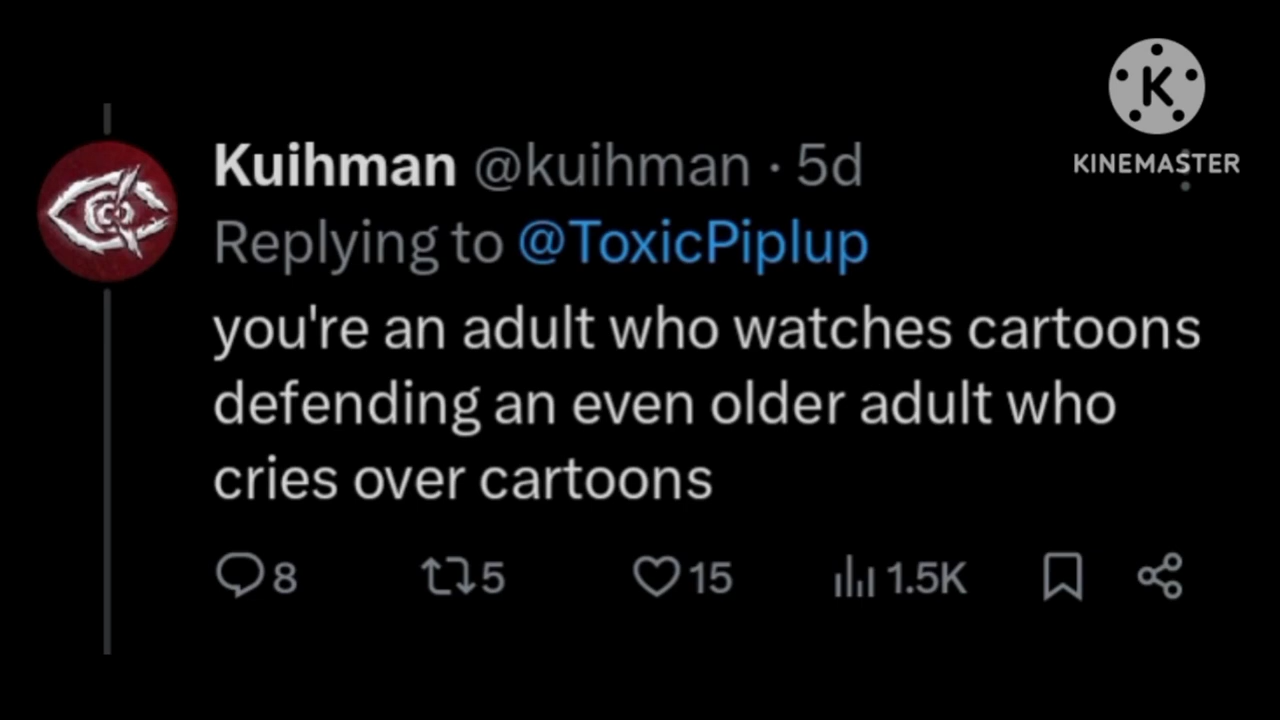 K
KINEMASTER
Kuihman @kuihman · 5d
Replying to @ToxicPiplup
you're an adult who watches cartoons
defending an even older adult who
cries over cartoons
8 5 15 1.5K